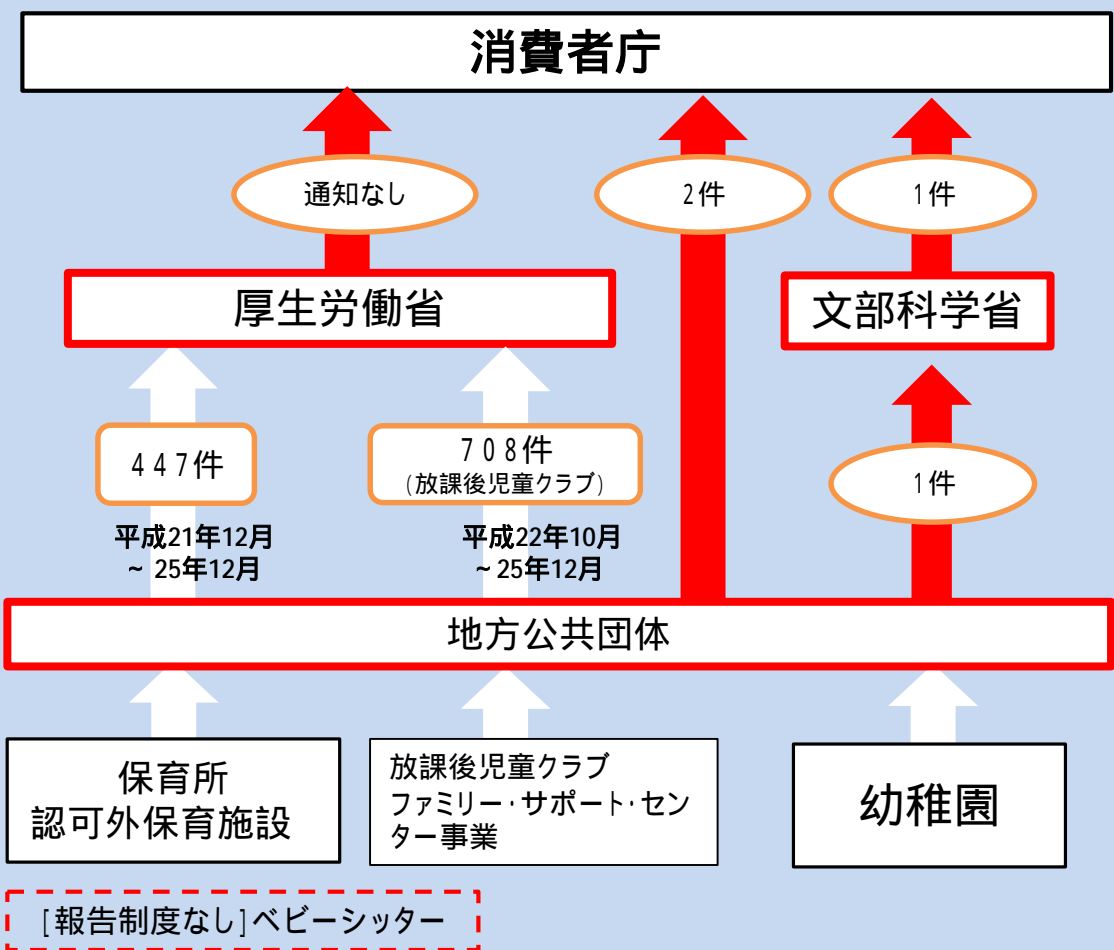 消費者庁
通知なし
2件
1件
厚生労働省
文部科学省
447件
708件
(放課後児童クラブ)
1件
平成21年12月
~ 25年12月
平成22年10月
~ 25年12月
地方公共団体
保育所
認可外保育施設
放課後児童クラブ
ファミリー・サポート・セン
ター事業
幼稚園
[報告制度なし]ベビーシッター